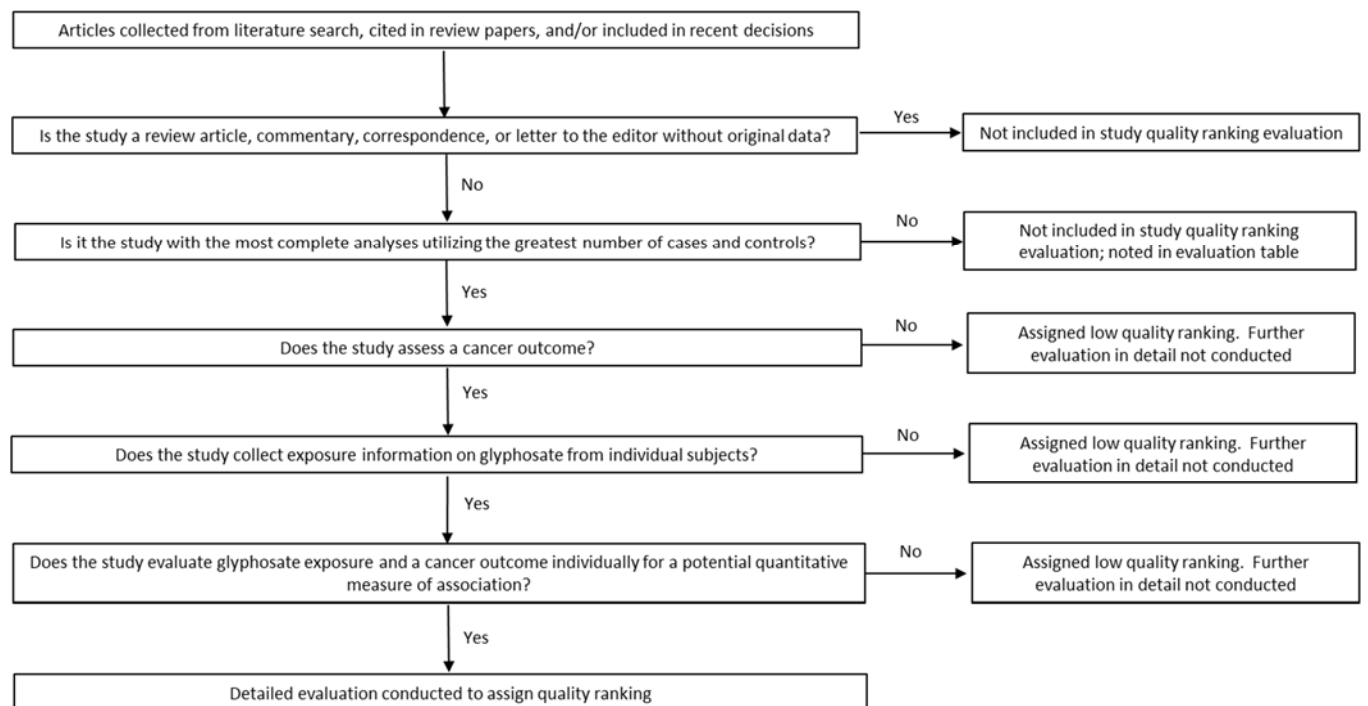 Articles collected from literature search, cited in review papers, and/or included in recent decisions
Is the study a review article, commentary, correspondence, or letter to the editor without original data?
Yes
Not included in study quality ranking evaluation
No
Is it the study with the most complete analyses utilizing the greatest number of cases and controls?
No
Not included in study quality ranking
evaluation; noted in evaluation table
Yes
Does the study assess a cancer outcome?
No
Assigned low quality ranking. Further
evaluation in detail not conducted
Yes
Does the study collect exposure information on glyphosate from individual subjects?
No
Assigned low quality ranking. Further
evaluation in detail not conducted
Yes
Does the study evaluate glyphosate exposure and a cancer outcome individually for a potential quantitative
measure of association?
No
Assigned low quality ranking. Further
evaluation in detail not conducted
Yes
Detailed evaluation conducted to assign quality ranking